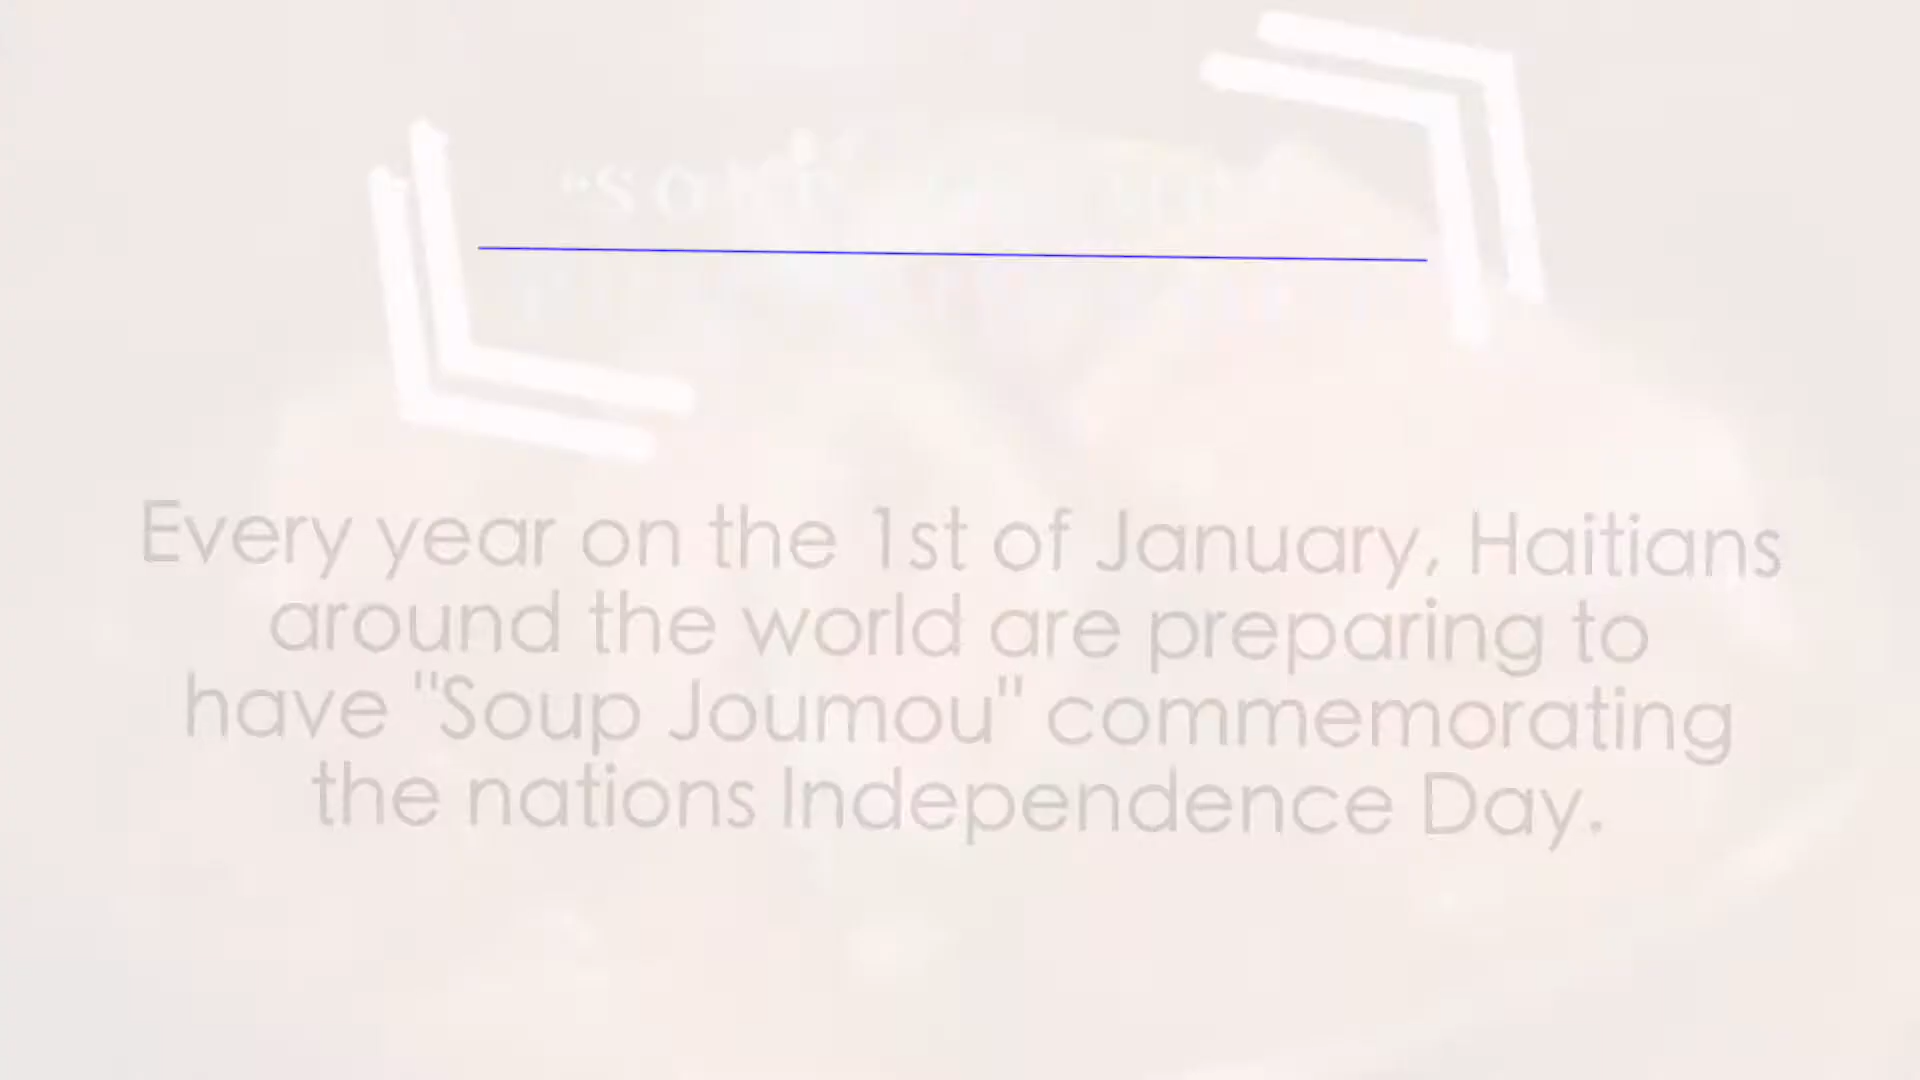 Every year on the 1st of January, Haitians
around the world are preparing to
have "Soup Joumou" commemorating
the nations Independence Day.